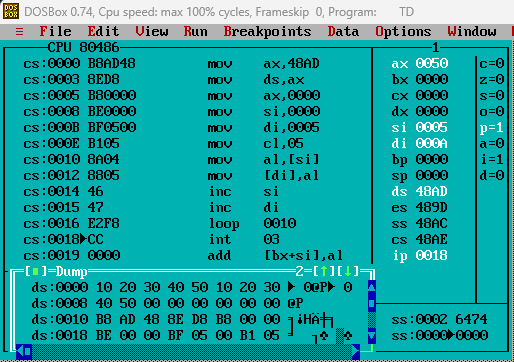 DOSBox 0.74, Cpu speed: max 100% cycles, Frameskip 0, Program: TD
≡ File Edit View Run Breakpoints Data Options Window
CPU 80486 1
cs:0000 B8AD48 mov ax,48AD ax 0050 c=0
cs:0003 8ED8 mov ds,ax bx 0000 z=0
cs:0005 B80000 mov ax,0000 cx 0000 s=0
cs:0008 BE0000 mov si,0000 dx 0000 o=0
cs:000B BF0500 mov di,0005 si 0005 p=1
cs:000E B105 mov cl,05 di 000A a=0
cs:0010 8A04 mov al,[si] bp 0000 i=1
cs:0012 8805 mov [di],al sp 0000 d=0
cs:0014 46 inc si ds 48AD
cs:0015 47 inc di es 489D
cs:0016 E2F8 loop 0010 ss 48AC
cs:0018►CC int 03 cs 48AE
cs:0019 0000 add [bx+si],al ip 0018
[■]=Dump 2=[↑][↓]
ds:0000 10 20 30 40 50 10 20 30 ► 0@P► 0
ds:0008 40 50 00 00 00 00 00 00 @P
ds:0010 B8 AD 48 8E D8 B8 00 00 ╕¡HÄ╪╕ ss:0002 6474
ds:0018 BE 00 00 BF 05 00 B1 05 ss:0000►0000